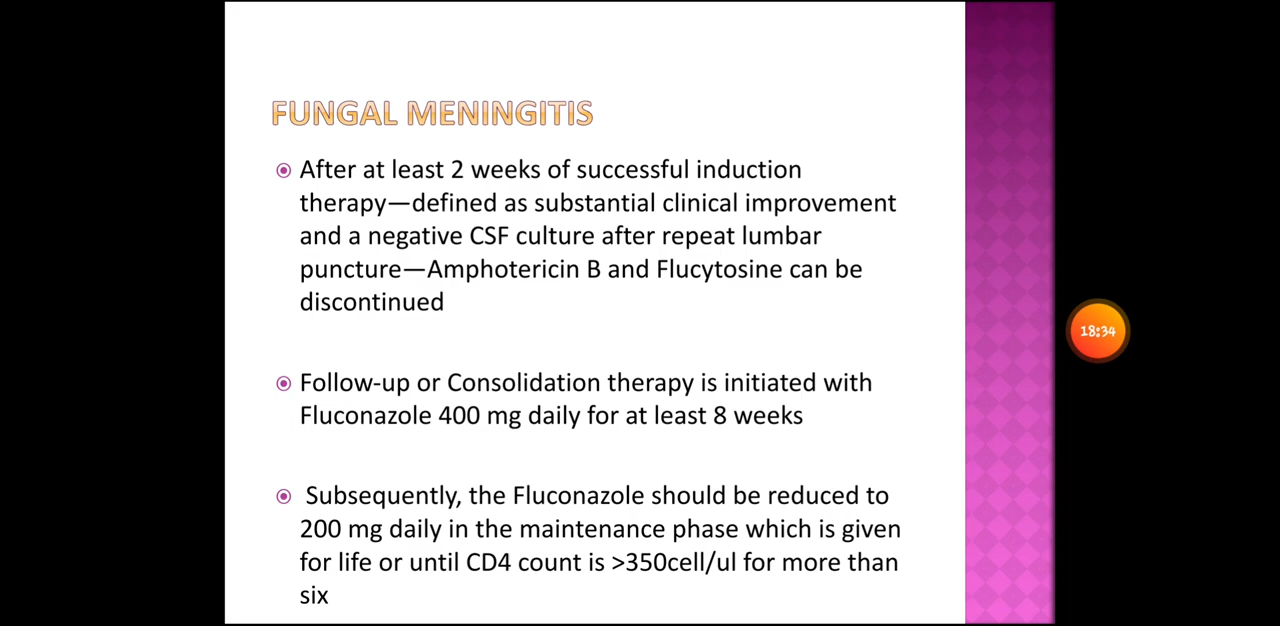 FUNGAL MENINGITIS
After at least 2 weeks of successful induction
therapy—defined as substantial clinical improvement
and a negative CSF culture after repeat lumbar
puncture—Amphotericin B and Flucytosine can be
discontinued
Follow-up or Consolidation therapy is initiated with
Fluconazole 400 mg daily for at least 8 weeks
Subsequently, the Fluconazole should be reduced to
200 mg daily in the maintenance phase which is given
for life or until CD4 count is >350cell/ul for more than
six
18:34